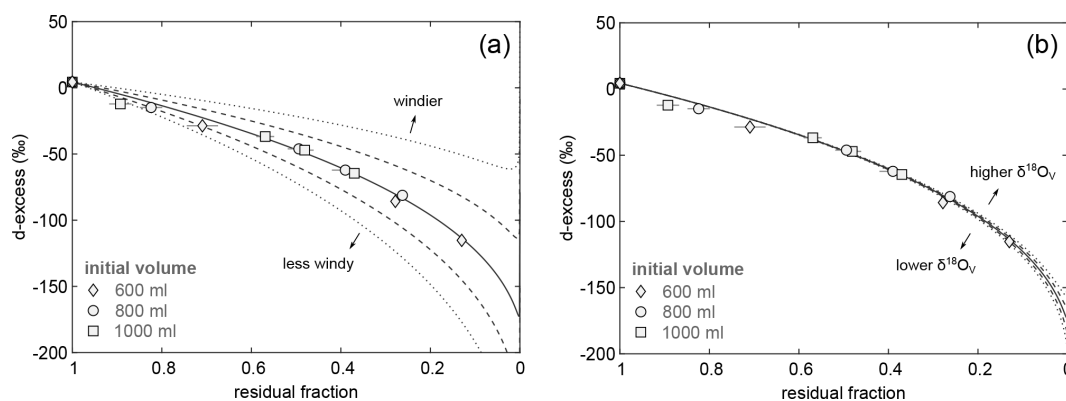 (a)
50
0
-50
-100
-150
-200
d-excess (‰)
windier
less windy
initial volume
600 ml
800 ml
1000 ml
1 0.8 0.6 0.4 0.2 0
residual fraction
(b)
50
0
-50
-100
-150
-200
d-excess (‰)
higher δ¹⁸Oᵥ
lower δ¹⁸Oᵥ
initial volume
600 ml
800 ml
1000 ml
1 0.8 0.6 0.4 0.2 0
residual fraction